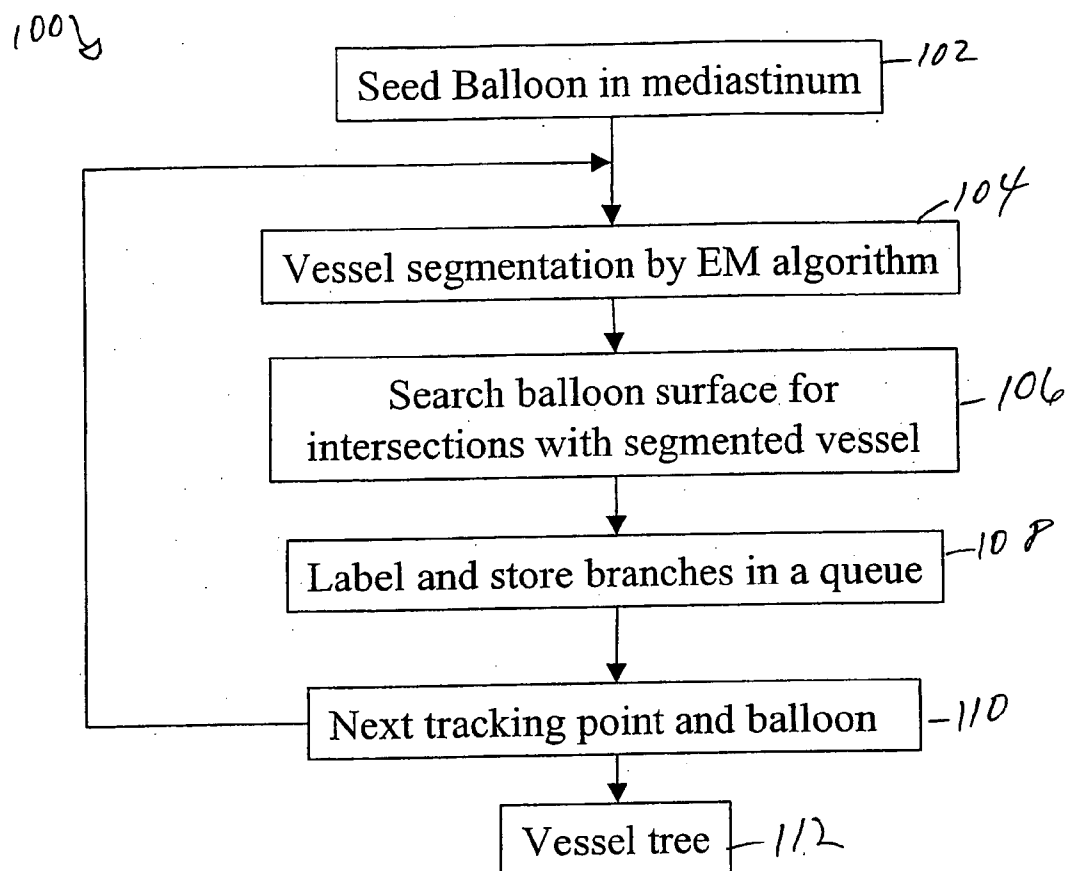 100
Seed Balloon in mediastinum
102
104
Vessel segmentation by EM algorithm
Search balloon surface for
intersections with segmented vessel
106
Label and store branches in a queue
108
Next tracking point and balloon
110
Vessel tree
112